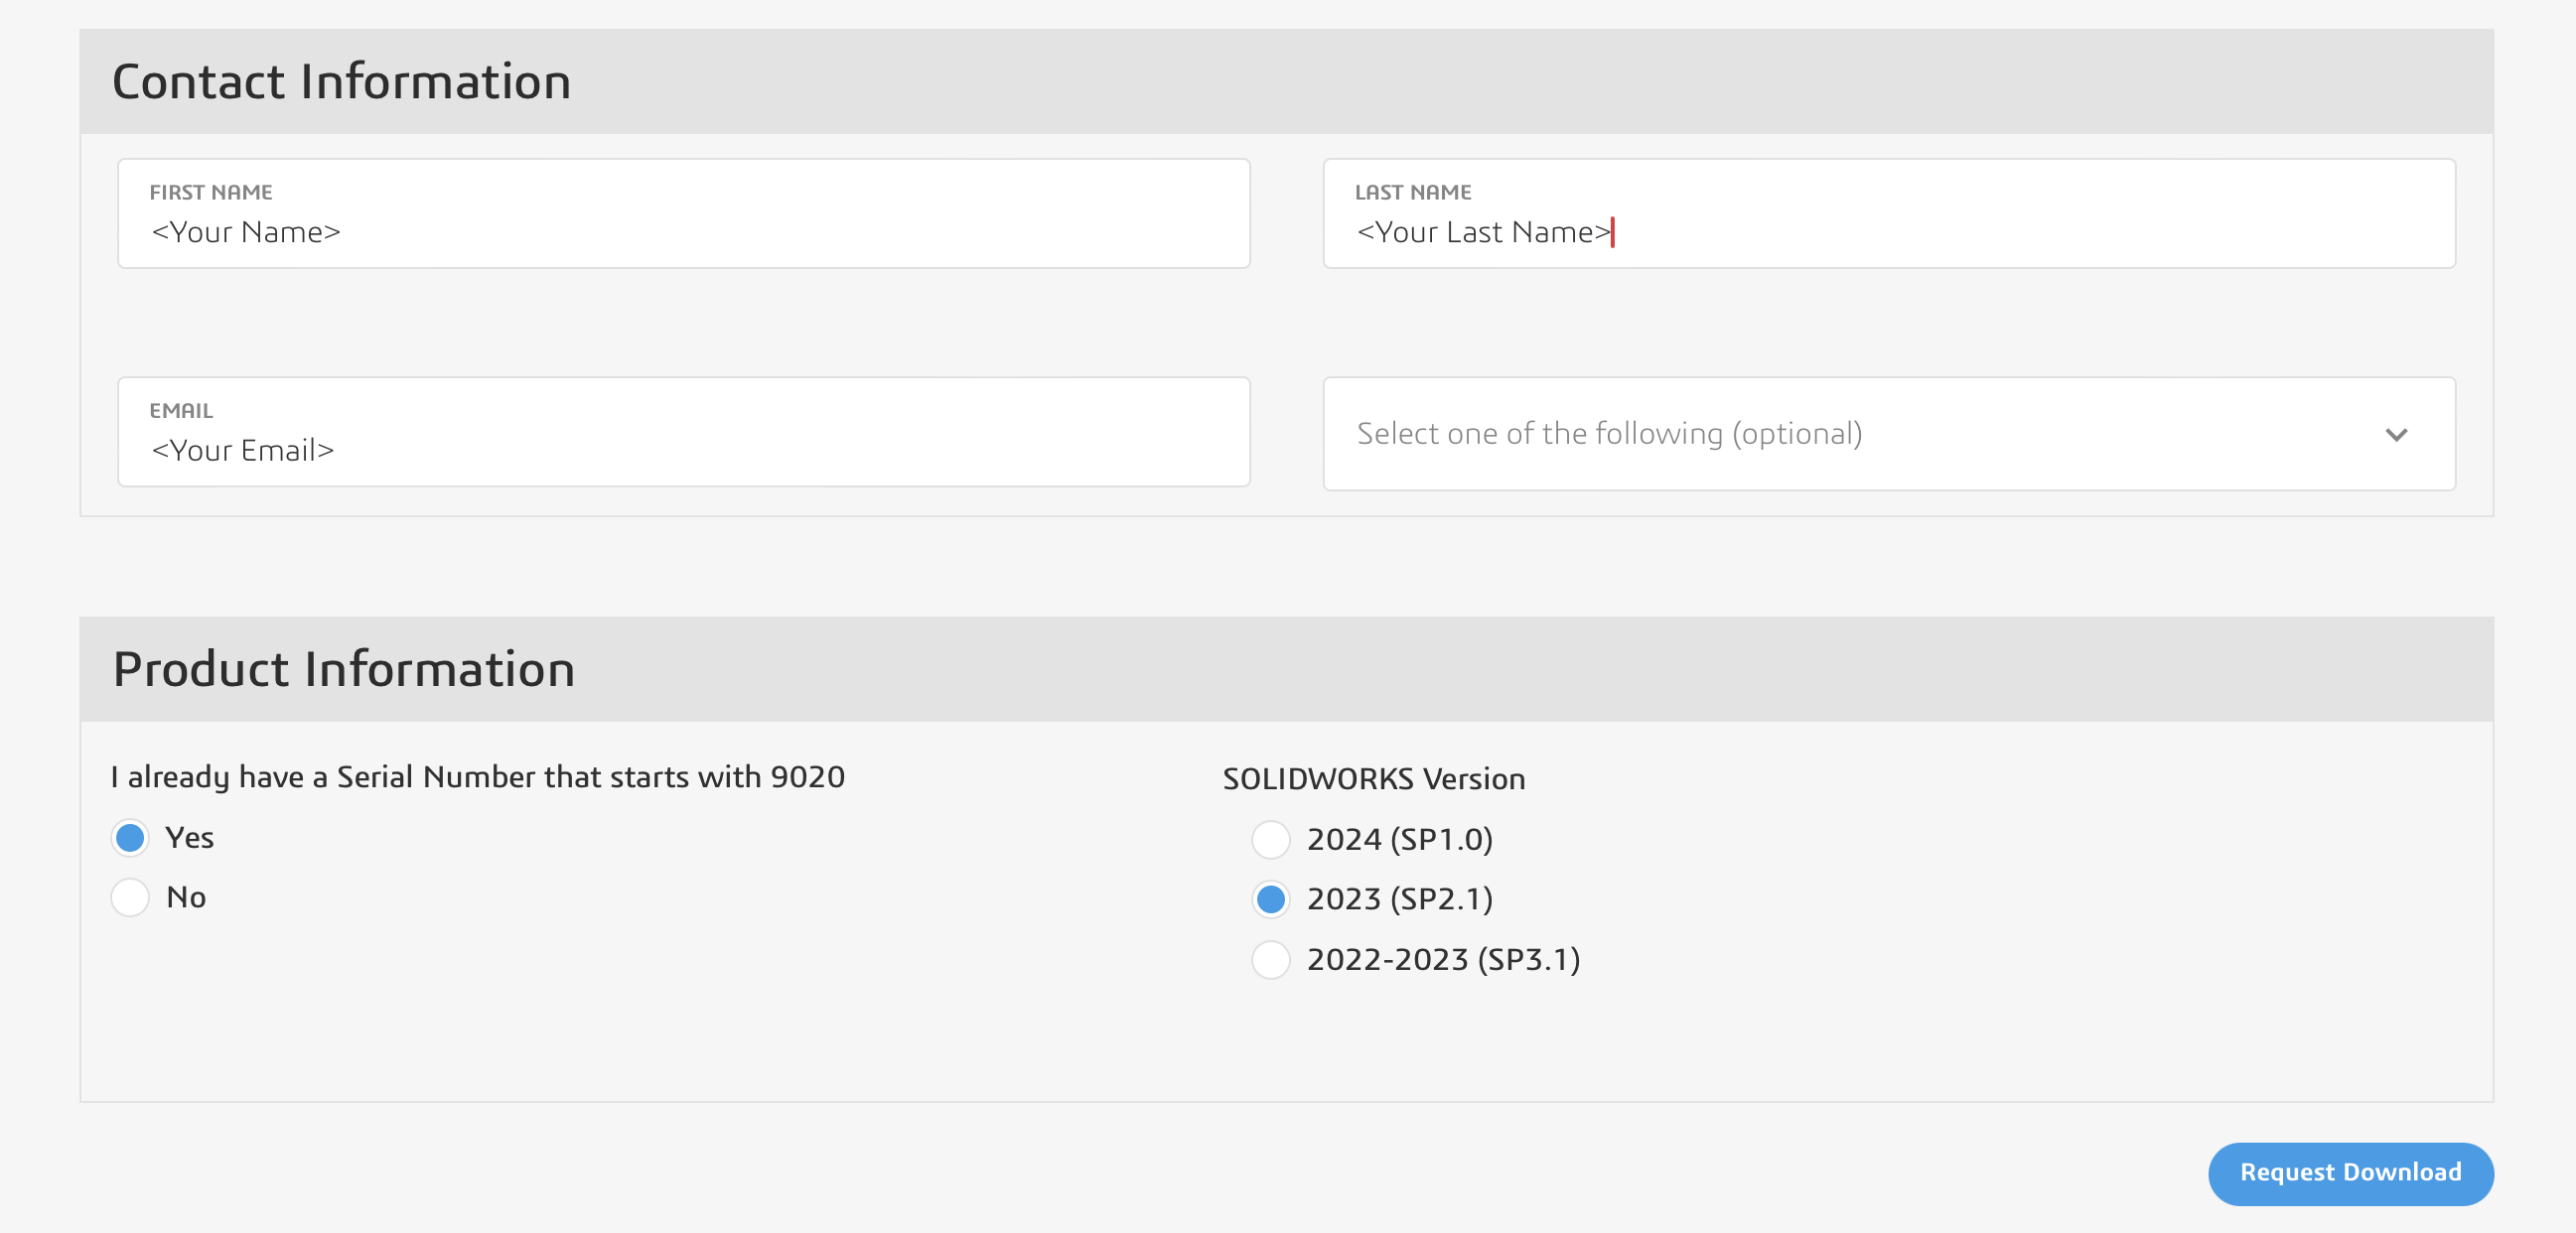 Contact Information
FIRST NAME
<Your Name>
LAST NAME
<Your Last Name>
EMAIL
<Your Email>
Select one of the following (optional)
Product Information
I already have a Serial Number that starts with 9020
Yes
No
SOLIDWORKS Version
2024 (SP1.0)
2023 (SP2.1)
2022-2023 (SP3.1)
Request Download